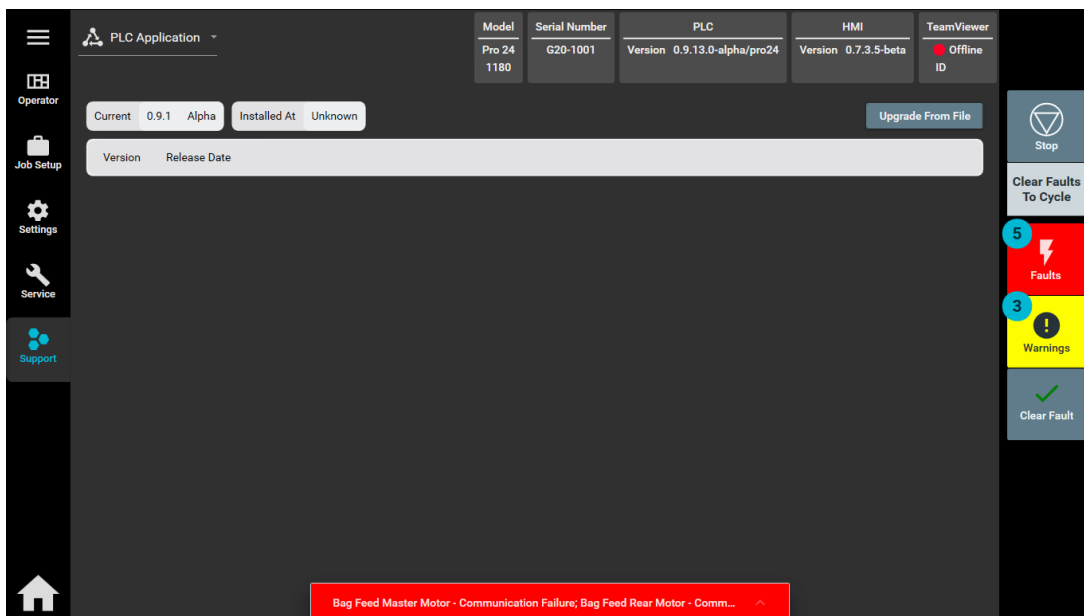 PLC Application
Model
Pro 24
1180
Serial Number
G20-1001
PLC
Version 0.9.13.0-alpha/pro24
HMI
Version 0.7.3.5-beta
TeamViewer
Offline
ID
Operator
Job Setup
Settings
Service
Support
Current 0.9.1 Alpha
Installed At Unknown
Upgrade From File
Version Release Date
Stop
Clear Faults
To Cycle
5
Faults
3
Warnings
Clear Fault
Bag Feed Master Motor - Communication Failure; Bag Feed Rear Motor - Comm...